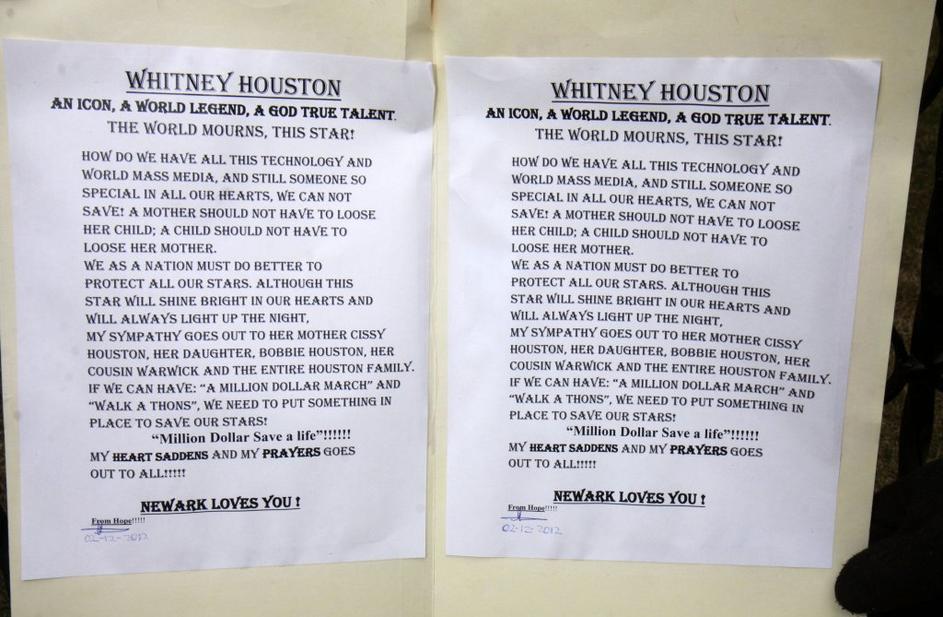 WHITNEY HOUSTON
AN ICON, A WORLD LEGEND, A GOD TRUE TALENT.
THE WORLD MOURNS, THIS STAR!
HOW DO WE HAVE ALL THIS TECHNOLOGY AND
WORLD MASS MEDIA, AND STILL SOMEONE SO
SPECIAL IN ALL OUR HEARTS, WE CAN NOT
SAVE! A MOTHER SHOULD NOT HAVE TO LOOSE
HER CHILD; A CHILD SHOULD NOT HAVE TO
LOOSE HER MOTHER.
WE AS A NATION MUST DO BETTER TO
PROTECT ALL OUR STARS. ALTHOUGH THIS
STAR WILL SHINE BRIGHT IN OUR HEARTS AND
WILL ALWAYS LIGHT UP THE NIGHT,
MY SYMPATHY GOES OUT TO HER MOTHER CISSY
HOUSTON, HER DAUGHTER, BOBBIE HOUSTON, HER
COUSIN WARWICK AND THE ENTIRE HOUSTON FAMILY.
IF WE CAN HAVE: “A MILLION DOLLAR MARCH” AND
“WALK A THONS”, WE NEED TO PUT SOMETHING IN
PLACE TO SAVE OUR STARS!
“Million Dollar Save a life”!!!!!!
MY HEART SADDENS AND MY PRAYERS GOES
OUT TO ALL!!!!!
NEWARK LOVES YOU !
From Hope!!!!!
02-12-2012
WHITNEY HOUSTON
AN ICON, A WORLD LEGEND, A GOD TRUE TALENT.
THE WORLD MOURNS, THIS STAR!
HOW DO WE HAVE ALL THIS TECHNOLOGY AND
WORLD MASS MEDIA, AND STILL SOMEONE SO
SPECIAL IN ALL OUR HEARTS, WE CAN NOT
SAVE! A MOTHER SHOULD NOT HAVE TO LOOSE
HER CHILD; A CHILD SHOULD NOT HAVE TO
LOOSE HER MOTHER.
WE AS A NATION MUST DO BETTER TO
PROTECT ALL OUR STARS. ALTHOUGH THIS
STAR WILL SHINE BRIGHT IN OUR HEARTS AND
WILL ALWAYS LIGHT UP THE NIGHT,
MY SYMPATHY GOES OUT TO HER MOTHER CISSY
HOUSTON, HER DAUGHTER, BOBBIE HOUSTON, HER
COUSIN WARWICK AND THE ENTIRE HOUSTON FAMILY.
IF WE CAN HAVE: “A MILLION DOLLAR MARCH” AND
“WALK A THONS”, WE NEED TO PUT SOMETHING IN
PLACE TO SAVE OUR STARS!
“Million Dollar Save a life”!!!!!!
MY HEART SADDENS AND MY PRAYERS GOES
OUT TO ALL!!!!!
NEWARK LOVES YOU !
From Hope!!!!!
02-12-2012